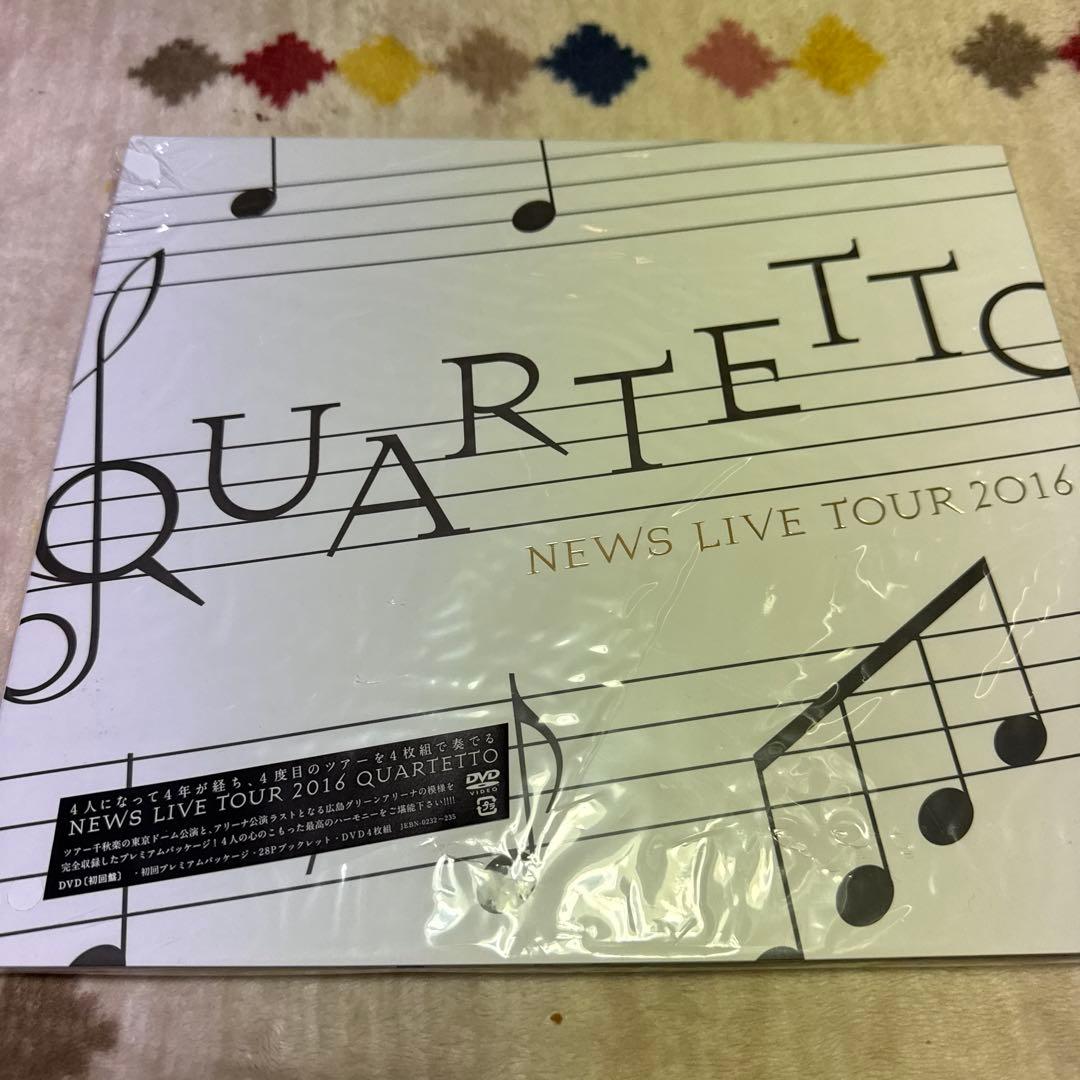 QUARTETTO
NEWS LIVE TOUR 2016
4人になって4年が経ち、4度目のツアーを4枚組で奏でる
NEWS LIVE TOUR 2016 QUARTETTO
ツアー千秋楽の東京ドーム公演と、アリーナ公演ラストとなる広島グリーンアリーナの模様を
完全収録したプレミアムパッケージ!4人の心のこもった最高のハーモニーをご堪能下さい!!!!
DVD〔初回盤〕 ・初回プレミアムパッケージ・28Pブックレット・DVD4枚組 JEBN-0232~235
DVD
VIDEO